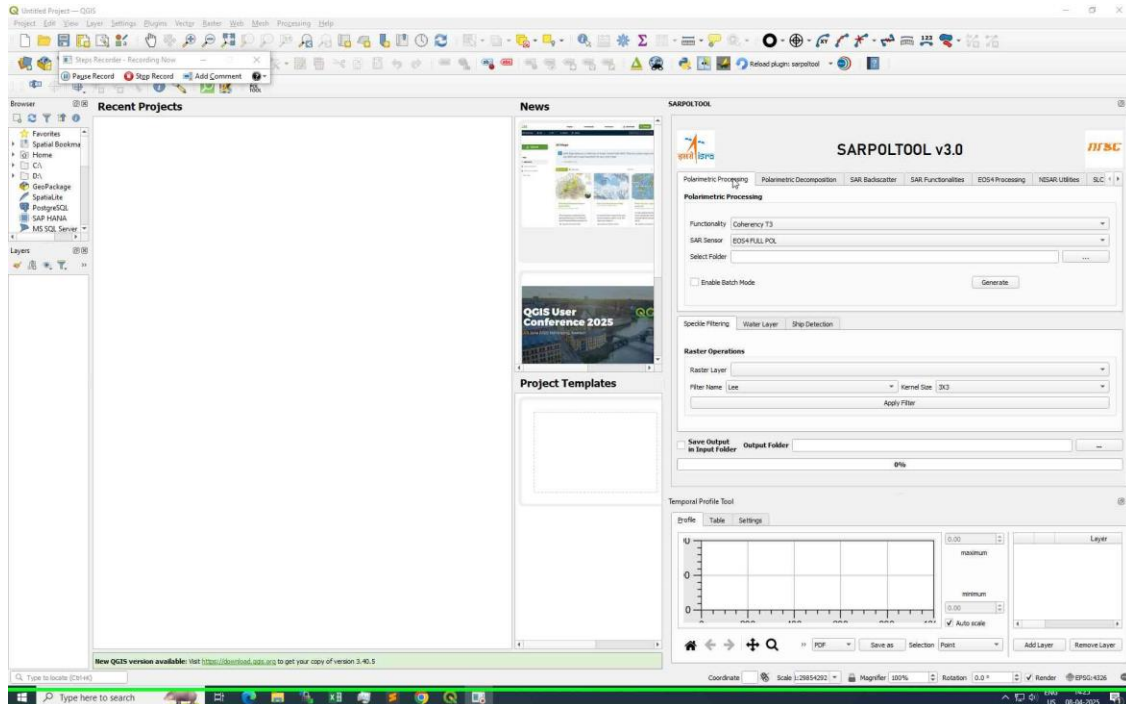 Untitled Project — QGIS
Project Edit View Layer Settings Plugins Vector Raster Web Mesh Processing Help
Steps Recorder - Recording Now
Reload plugin: sarpoltool
Pause Record Stop Record Add Comment
Browser
Favorites
Spatial Bookma
Home
C:\
D:\
GeoPackage
SpatiaLite
PostgreSQL
SAP HANA
MS SQL Server
Layers
Recent Projects
News
QGIS User
Conference 2025
Project Templates
New QGIS version available: Visit https://download.qgis.org to get your copy of version 3.40.5
SARPOLTOOL
इसरो isro
SARPOLTOOL v3.0
nrsc
Polarimetric Processing Polarimetric Decomposition SAR Backscatter SAR Functionalities EOS4 Processing NISAR Utilities SLC
Polarimetric Processing
Functionality Coherency T3
SAR Sensor EOS4 FULL POL
Select Folder ...
Enable Batch Mode Generate
Speckle Filtering Water Layer Ship Detection
Raster Operations
Raster Layer
Filter Name Lee Kernel Size 3X3
Apply Filter
Save Output
in Input Folder Output Folder ...
0%
Temporal Profile Tool
Profile Table Settings
0.00
maximum
minimum
0.00
Auto scale
Layer
PDF Save as Selection Point Add Layer Remove Layer
Type to locate (Ctrl+K)
Coordinate Scale 1:29854292 Magnifier 100% Rotation 0.0 ° Render EPSG:4326
Type here to search
ENG
US
14:23
08-04-2025